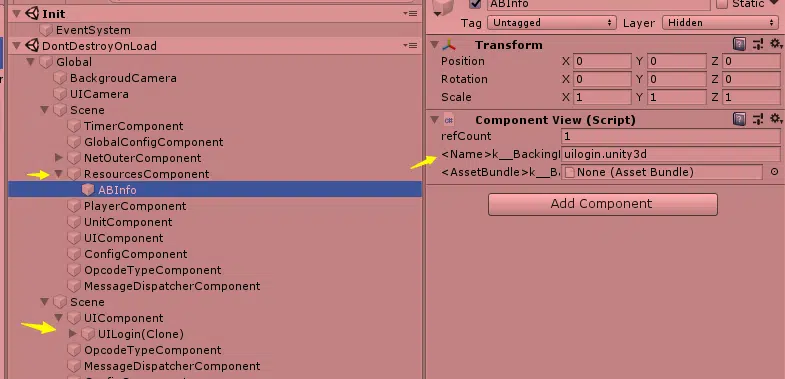 Init
EventSystem
DontDestroyOnLoad
Global
BackgroudCamera
UICamera
Scene
TimerComponent
GlobalConfigComponent
NetOuterComponent
ResourcesComponent
ABInfo
PlayerComponent
UnitComponent
UIComponent
ConfigComponent
OpcodeTypeComponent
MessageDispatcherComponent
Scene
UIComponent
UILogin(Clone)
OpcodeTypeComponent
MessageDispatcherComponent
ABInfo Static
Tag Untagged Layer Hidden
Transform
Position X 0 Y 0 Z 0
Rotation X 0 Y 0 Z 0
Scale X 1 Y 1 Z 1
Component View (Script)
refCount 1
<Name>k__Backing uilogin.unity3d
<AssetBundle>k__B None (Asset Bundle)
Add Component